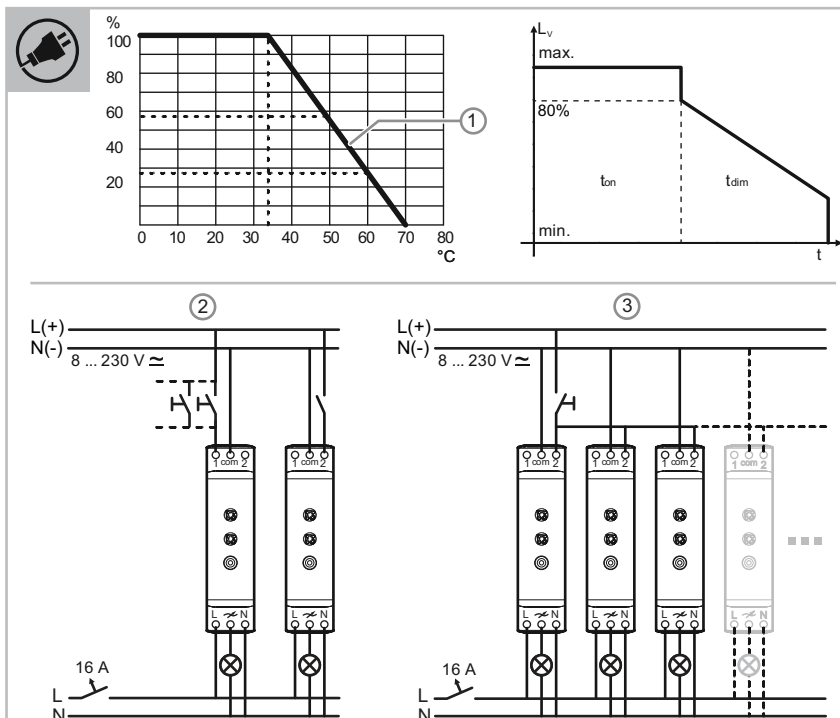 %
100
80
60
40
20
0 10 20 30 40 50 60 70 80
°C
1
Lv
max.
80%
ton
tdim
min.
t
2
L(+)
N(-)
8 ... 230 V ≂
1 com 2
1 com 2
L N
L N
16 A
L
N
3
L(+)
N(-)
8 ... 230 V ≂
1 com 2
1 com 2
1 com 2
1 com 2
L N
L N
L N
L N
16 A
L
N